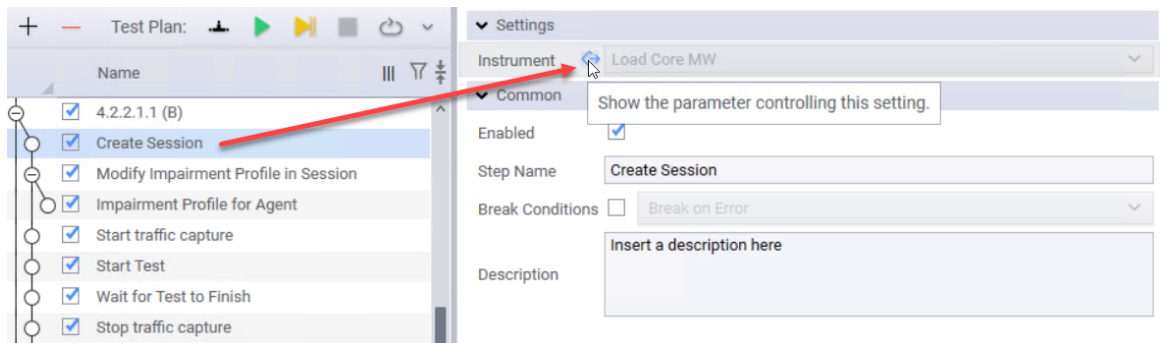 Test Plan:
Name
4.2.2.1.1 (B)
Create Session
Modify Impairment Profile in Session
Impairment Profile for Agent
Start traffic capture
Start Test
Wait for Test to Finish
Stop traffic capture
Settings
Instrument Load Core MW
Common
Show the parameter controlling this setting.
Enabled
Step Name Create Session
Break Conditions Break on Error
Description Insert a description here